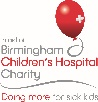 Birmingham
Children's Hospital
Charity
Doing more for sick kids